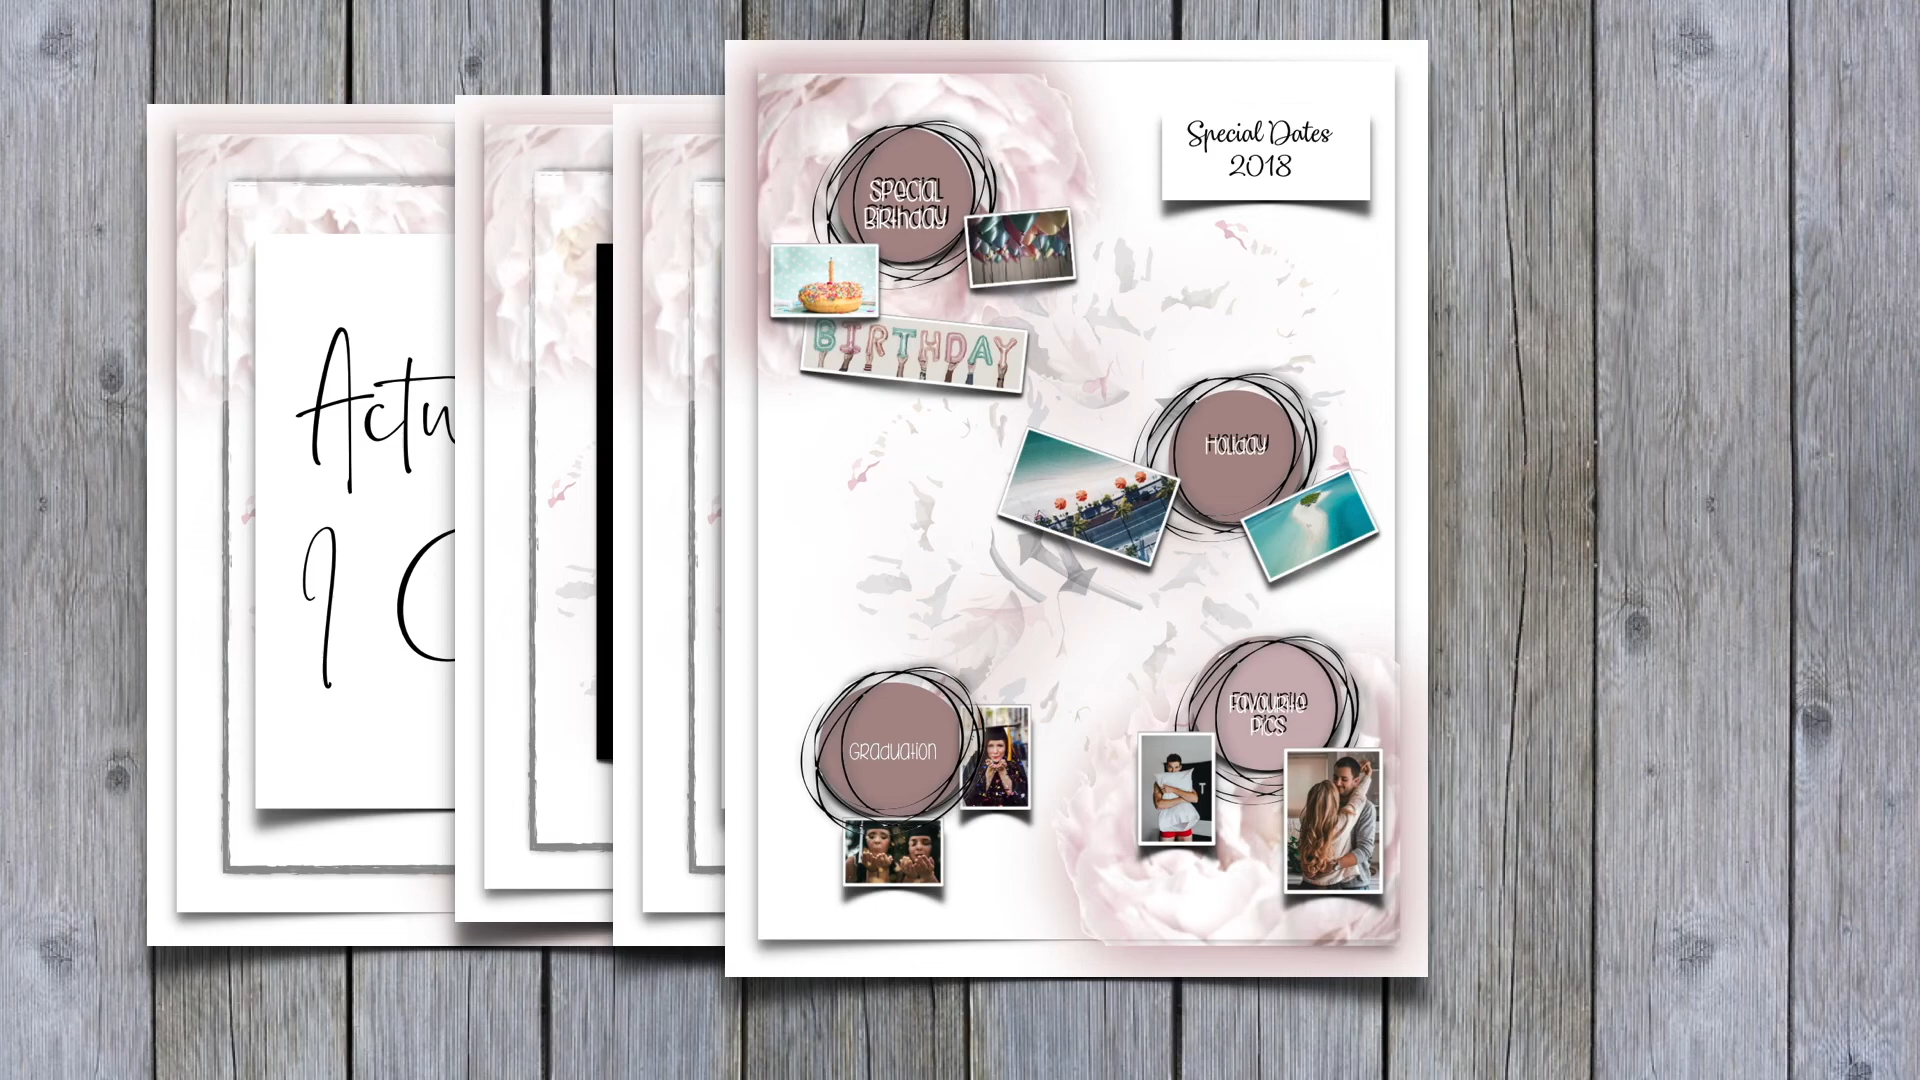 Actu
I C
Special Dates
2018
Special
Birthday
BIRTHDAY
Holiday
Graduation
Favourite
Pics
T